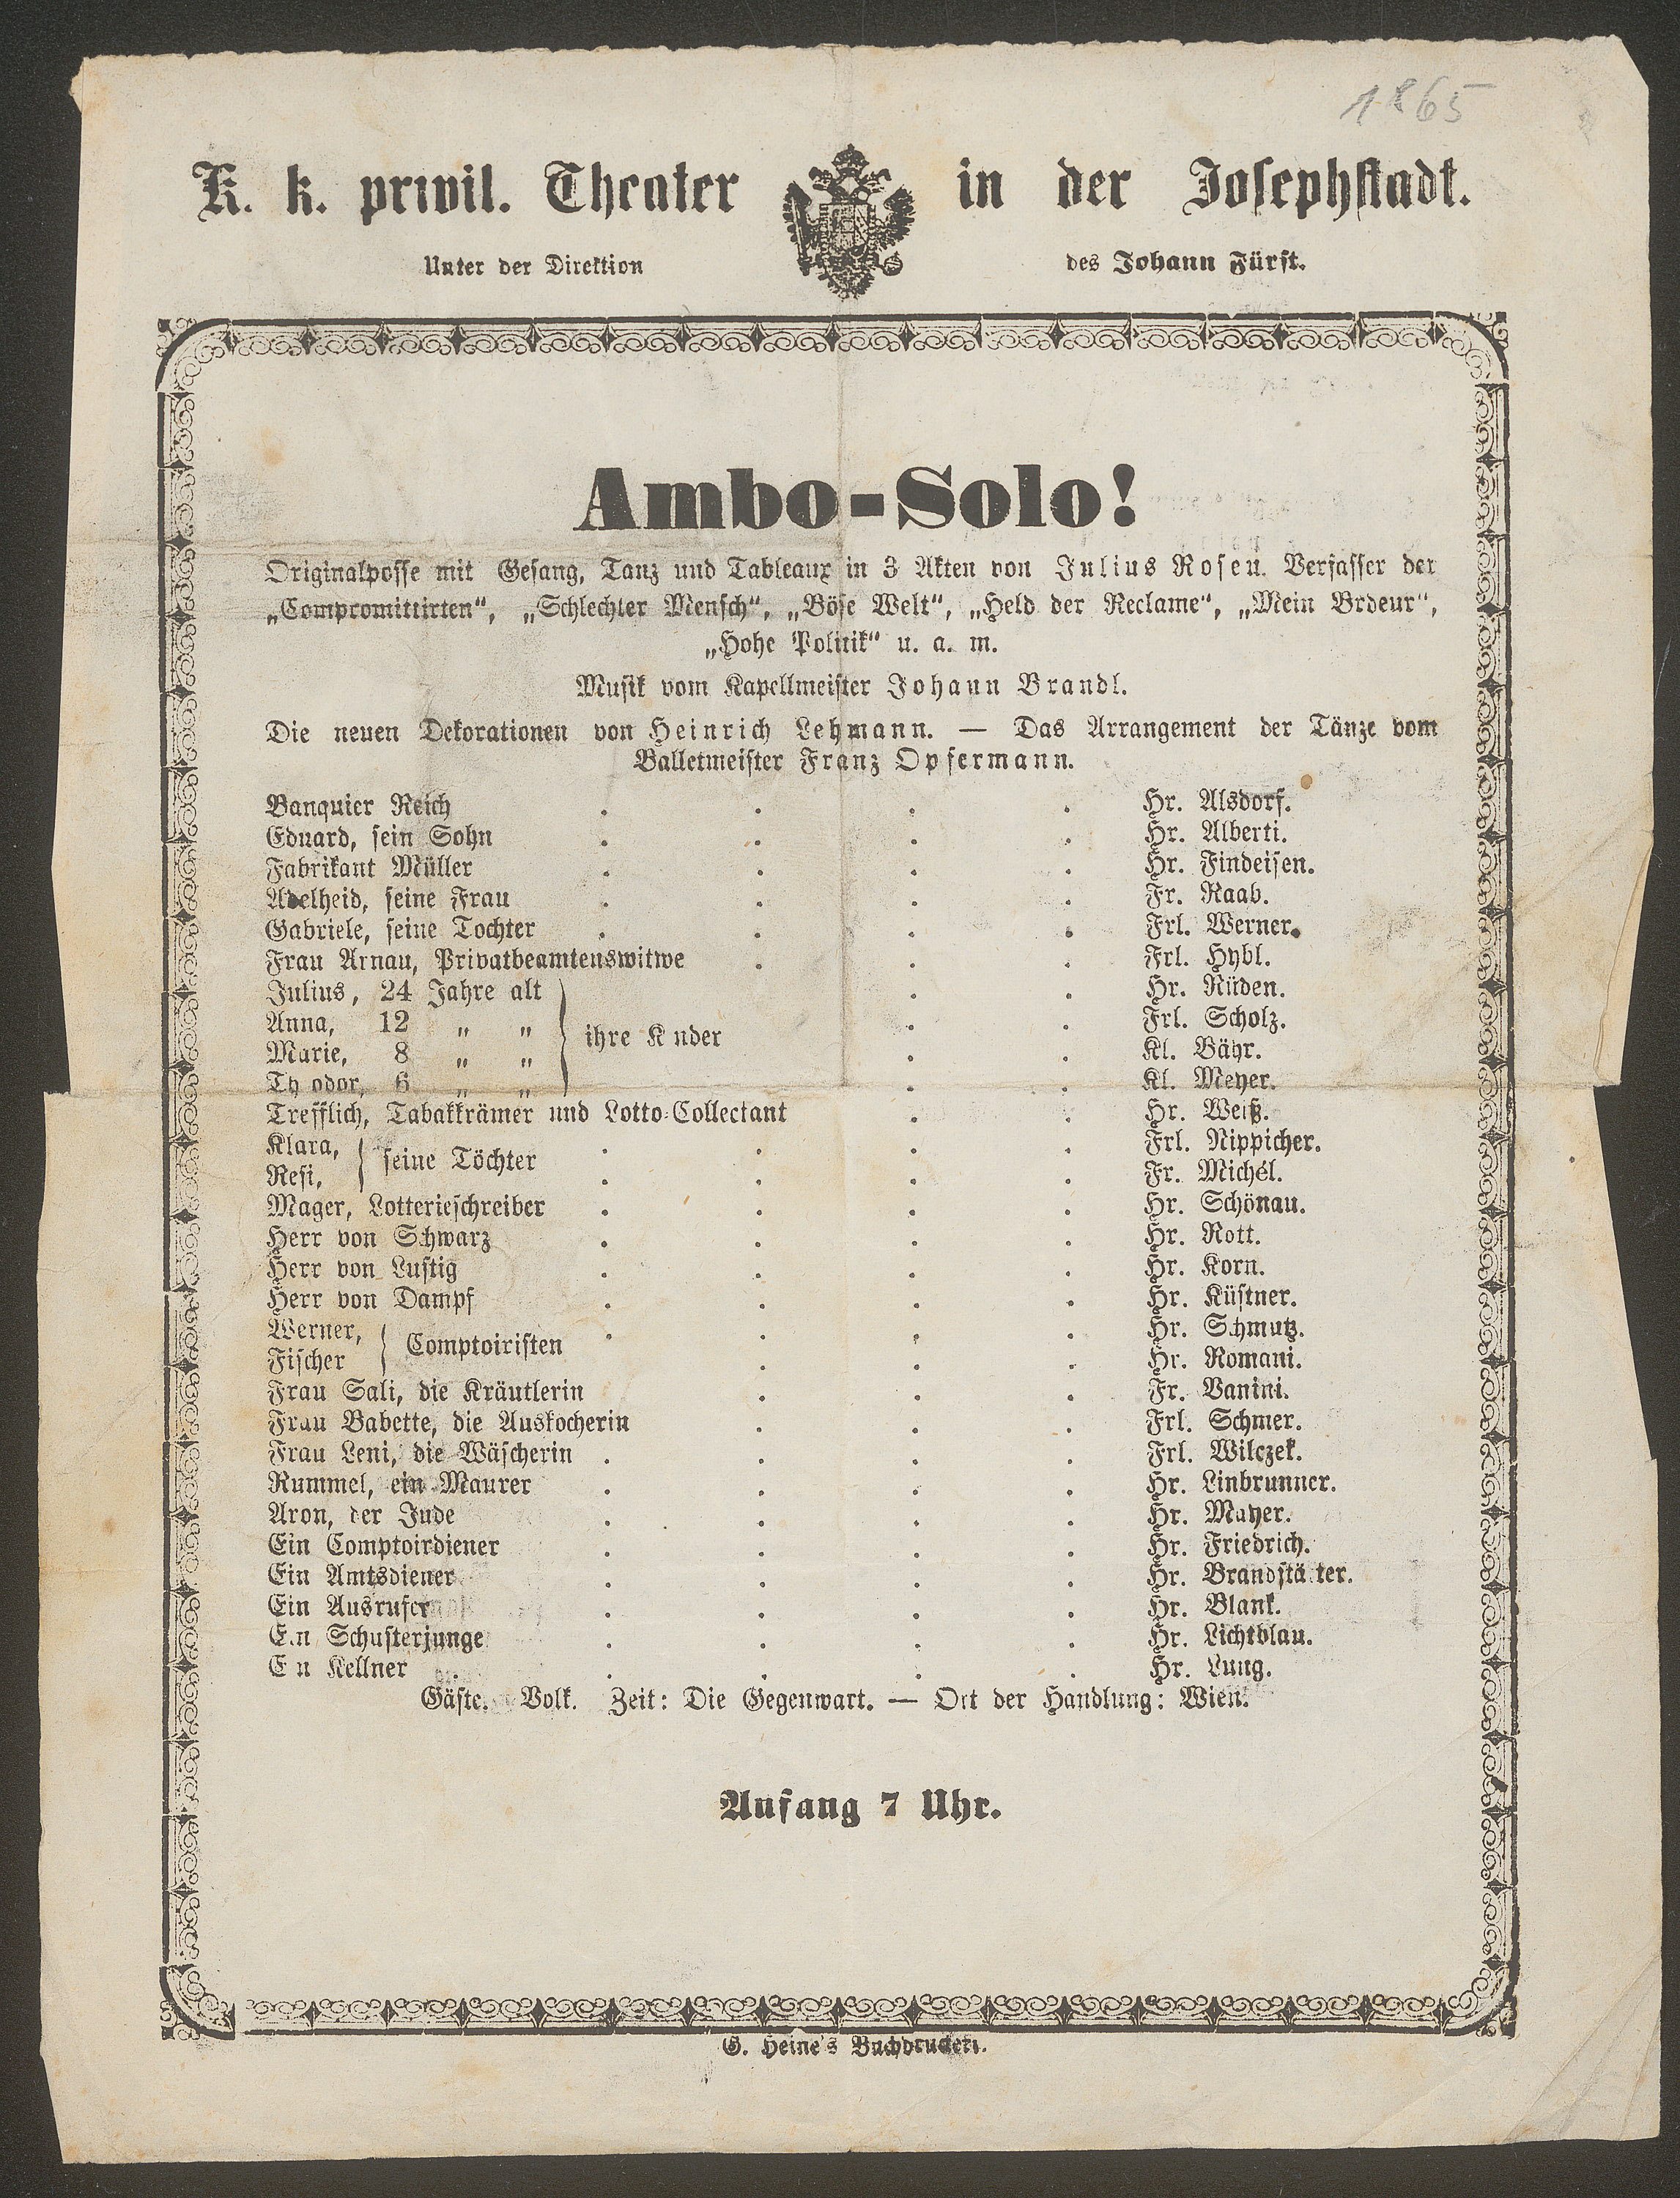 1865
K. k. privil. Theater in der Josephstadt.
Unter der Direktion des Johann Fürst.
Ambo-Solo!
Originalposse mit Gesang, Tanz und Tableaux in 3 Akten von Julius Rosen. Verfasser der
„Compromittirten“, „Schlechter Mensch“, „Böse Welt“, „Held der Reclame“, „Mein Brdeur“,
„Hohe Politik“ u. a. m.
Musik vom Kapellmeister Johann Brandl.
Die neuen Dekorationen von Heinrich Lehmann. — Das Arrangement der Tänze vom
Balletmeister Franz Opfermann.
Banquier Reich . . . . Hr. Alsdorf.
Eduard, sein Sohn . . . . Hr. Alberti.
Fabrikant Müller . . . . Hr. Findeisen.
Adelheid, seine Frau . . . . Fr. Raab.
Gabriele, seine Tochter . . . . Frl. Werner.
Frau Arnau, Privatbeamtenswitwe . . . Frl. Hybl.
Julius, 24 Jahre alt . . Hr. Rüden.
Anna, 12 „ „ . . Frl. Scholz.
ihre K nder
Marie, 8 „ „ . . Kl. Bähr.
Th odor, 6 „ „ . . Kl. Meyer.
Trefflich, Tabakkrämer und Lotto-Collectant . . Hr. Weiß.
Klara, . . . . Frl. Nippicher.
seine Töchter
Resi, . . . . Fr. Michél.
Mager, Lotterieschreiber . . . . Hr. Schönau.
Herr von Schwarz . . . . Hr. Rott.
Herr von Lustig . . . . Hr. Korn.
Herr von Dampf . . . . Hr. Küstner.
Werner, . . . . Hr. Schmutz.
Comptoiristen
Fischer . . . Hr. Romani.
Frau Sali, die Kräutlerin . . . Fr. Vanini.
Frau Babette, die Auskocherin . . . Frl. Schmer.
Frau Leni, die Wäscherin . . . . Frl. Wilczek.
Rummel, ein Maurer . . . . Hr. Linbrunner.
Aron, der Jude . . . . Hr. Mayer.
Ein Comptoirdiener . . . . Hr. Friedrich.
Ein Amtsdiener . . . . Hr. Brandstä ter.
Ein Ausrufer . . . . Hr. Blank.
E.n Schusterjunge . . . . Hr. Lichtblau.
E n Kellner . . . . . Hr. Lung.
Gäste. Volk. Zeit: Die Gegenwart. — Ort der Handlung: Wien.
Anfang 7 Uhr.
G. Heine's Buchdruckeri.